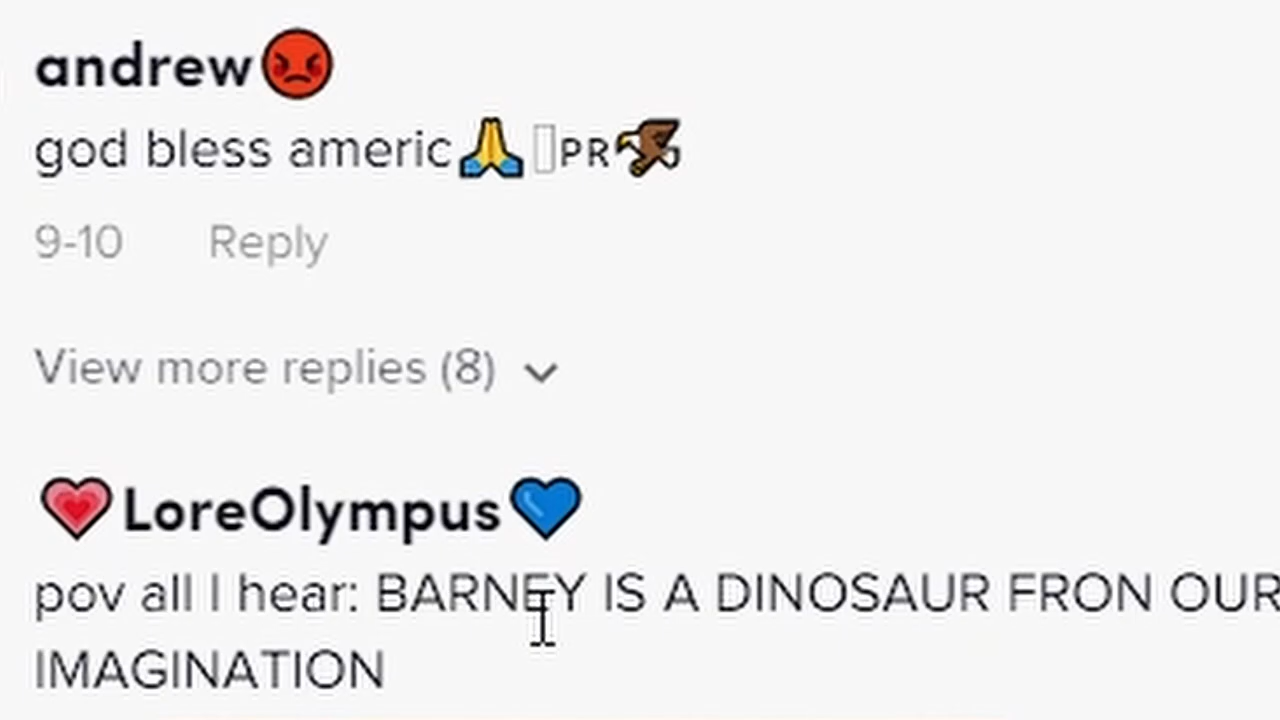 andrew😡
god bless americ🙏▯PR🦅
9-10 Reply
View more replies (8)
💗LoreOlympus💙
pov all I hear: BARNEY IS A DINOSAUR FRON OUR
IMAGINATION